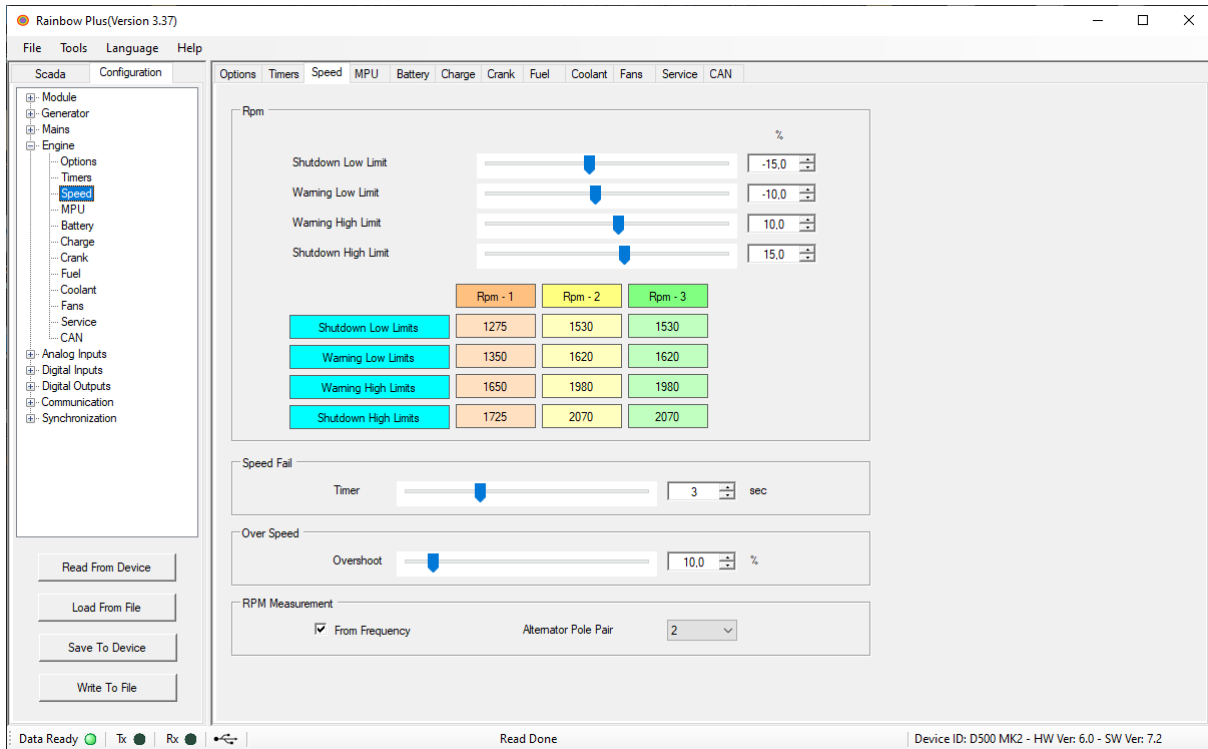 Rainbow Plus(Version 3.37)
File Tools Language Help
Scada Configuration
Options Timers Speed MPU Battery Charge Crank Fuel Coolant Fans Service CAN
Module
Generator
Mains
Engine
Options
Timers
Speed
MPU
Battery
Charge
Crank
Fuel
Coolant
Fans
Service
CAN
Analog Inputs
Digital Inputs
Digital Outputs
Communication
Synchronization
Read From Device
Load From File
Save To Device
Write To File
Rpm
%
Shutdown Low Limit -15,0
Warning Low Limit -10,0
Warning High Limit 10,0
Shutdown High Limit 15,0
Rpm - 1 Rpm - 2 Rpm - 3
Shutdown Low Limits 1275 1530 1530
Warning Low Limits 1350 1620 1620
Warning High Limits 1650 1980 1980
Shutdown High Limits 1725 2070 2070
Speed Fail
Timer 3 sec
Over Speed
Overshoot 10,0 %
RPM Measurement
From Frequency Alternator Pole Pair 2
Data Ready Tx Rx Read Done Device ID: D500 MK2 - HW Ver: 6.0 - SW Ver: 7.2